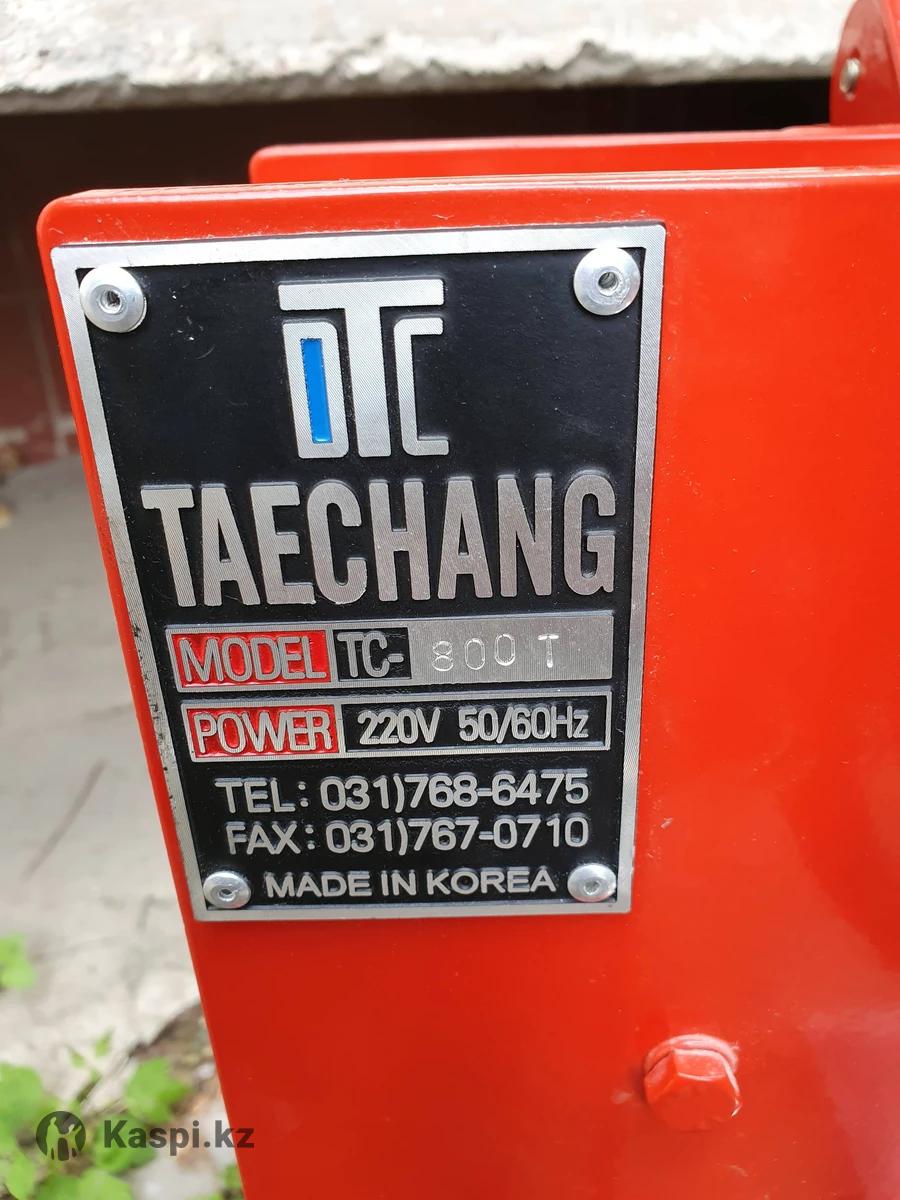 DTC
TAECHANG
MODEL TC- 800 T
POWER 220V 50/60Hz
TEL: 031)768-6475
FAX: 031)767-0710
MADE IN KOREA
Kaspi.kz